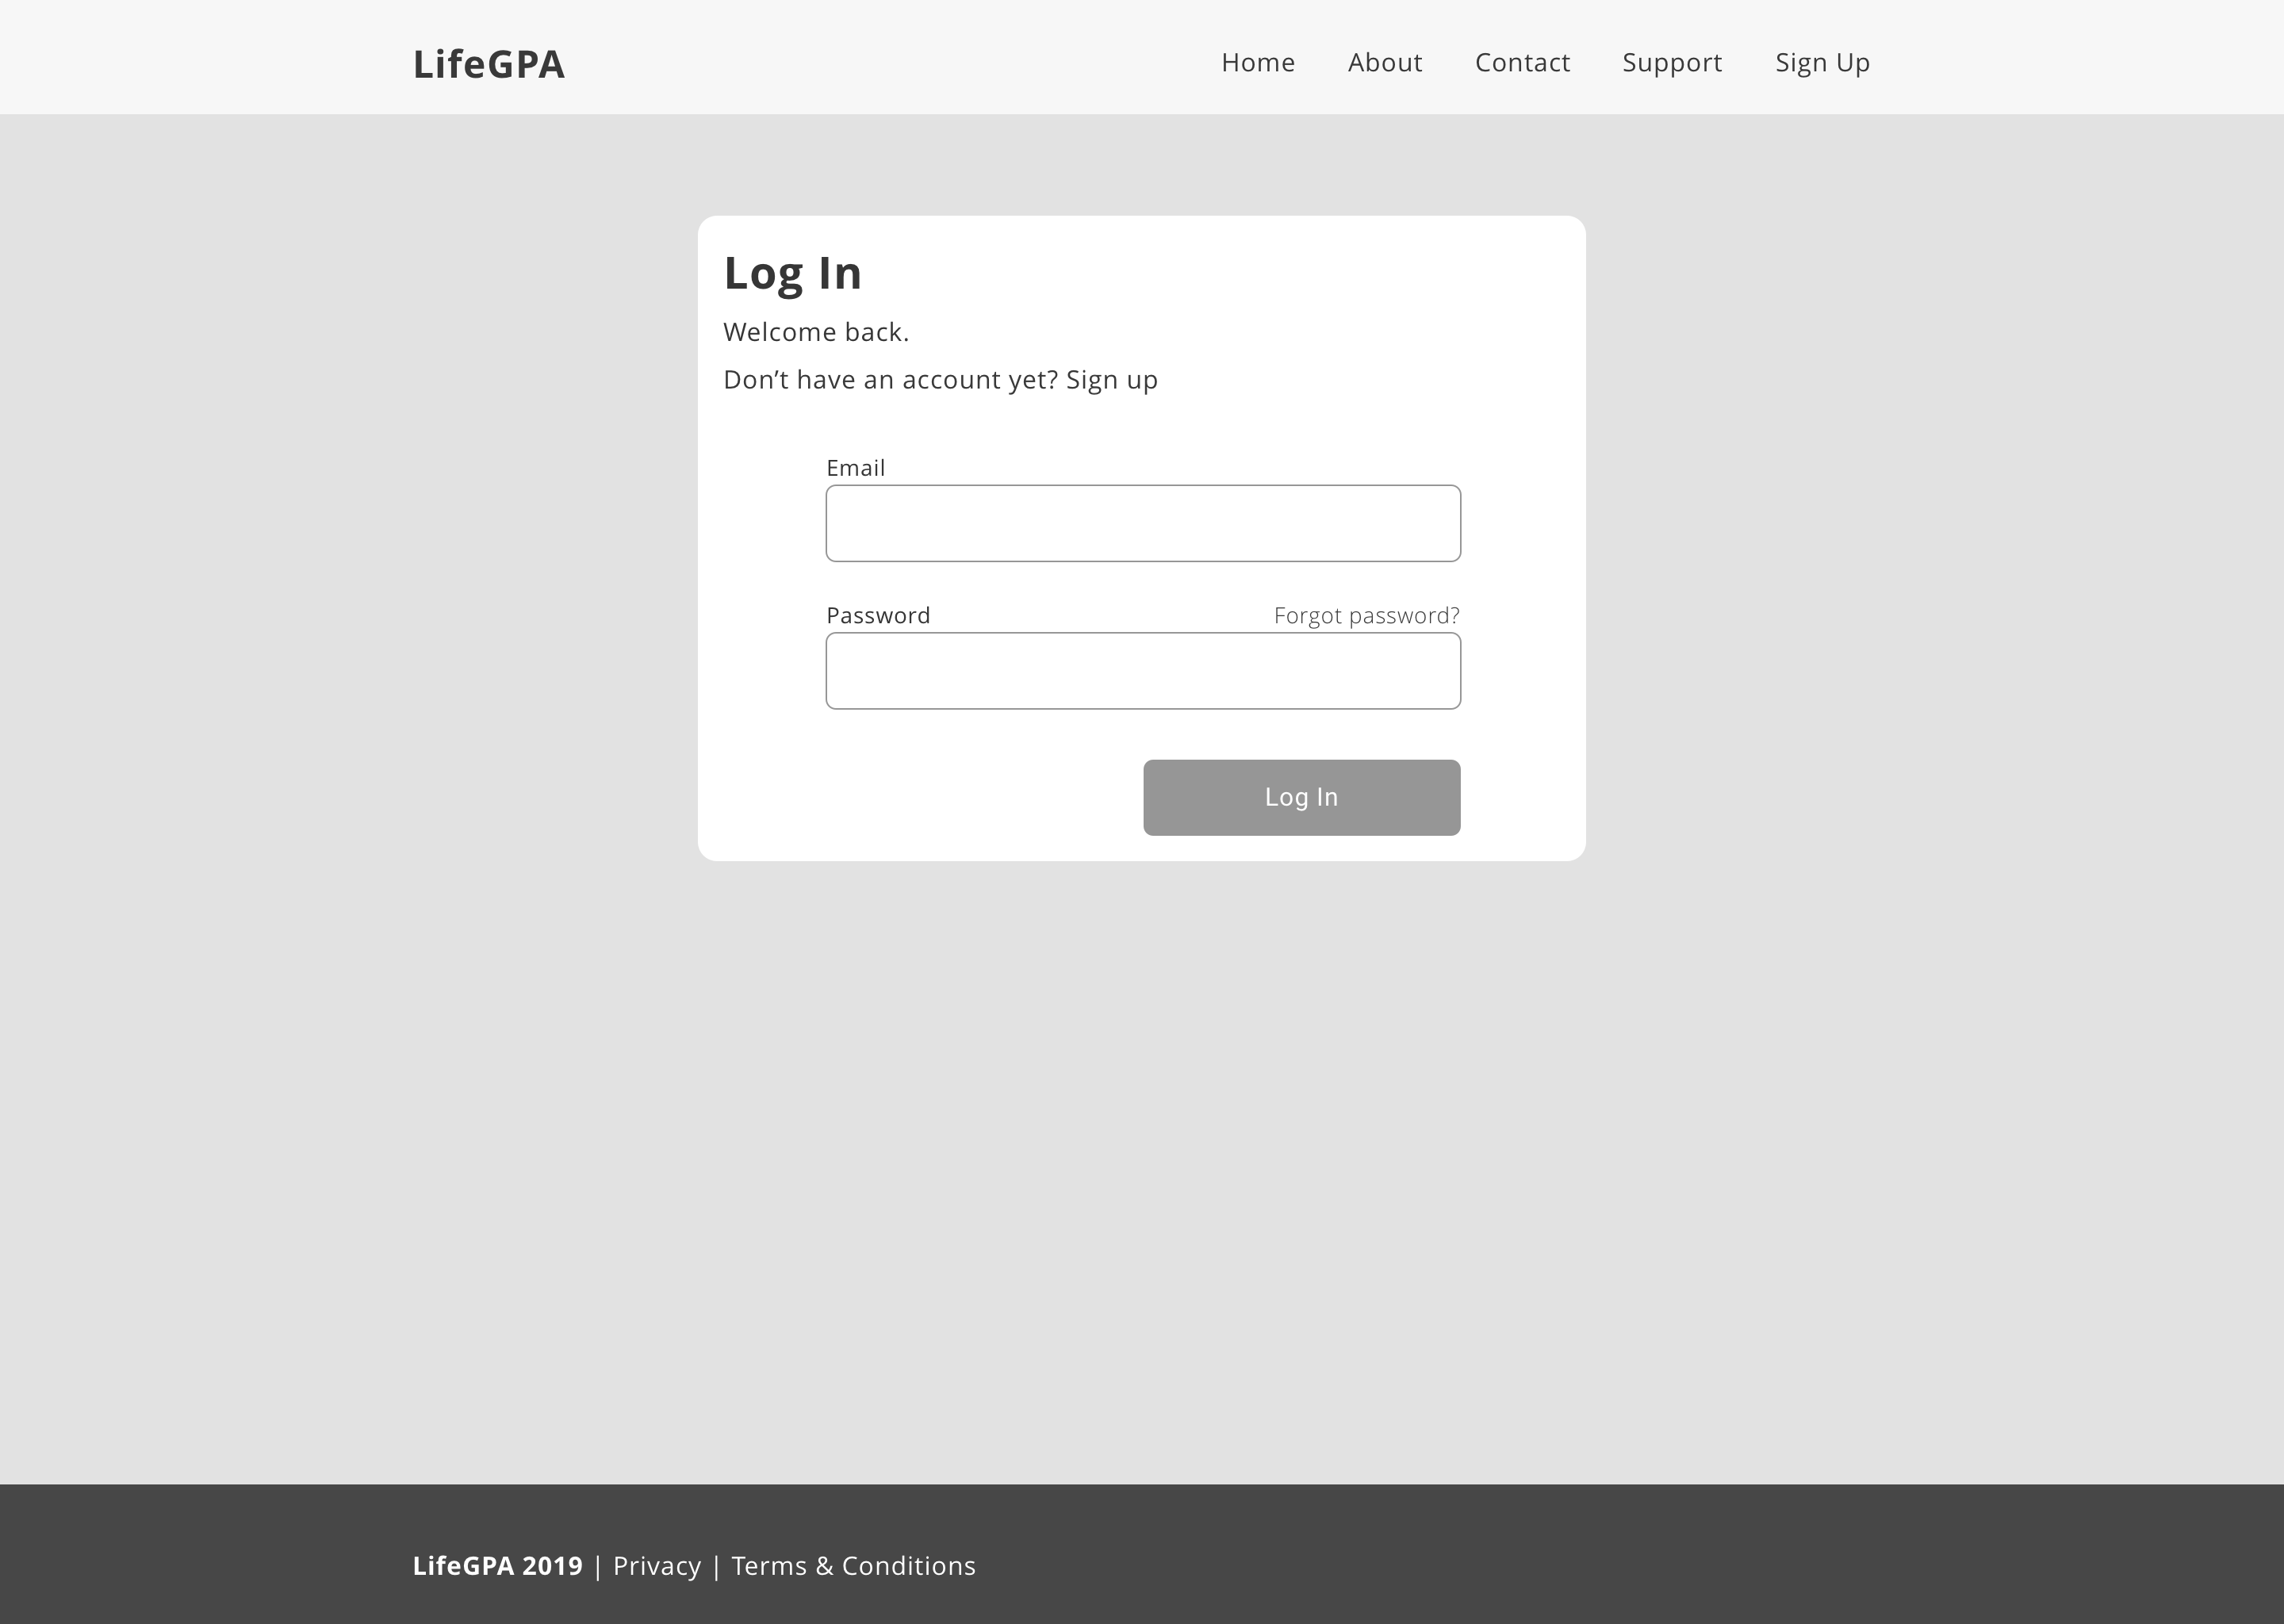 LifeGPA
Home About Contact Support Sign Up
Log In
Welcome back.
Don’t have an account yet? Sign up
Email
Password Forgot password?
Log In
LifeGPA 2019 | Privacy | Terms & Conditions